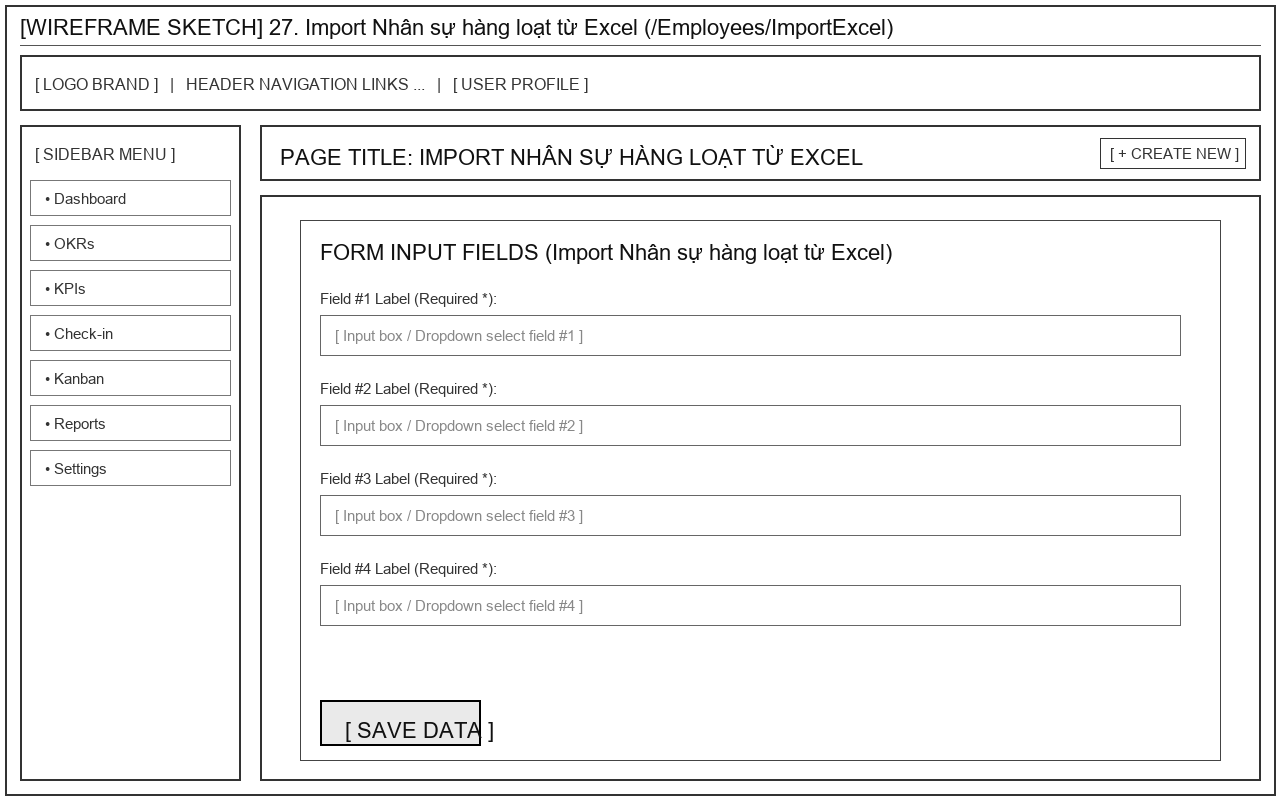 [WIREFRAME SKETCH] 27. Import Nhân sự hàng loạt từ Excel (/Employees/ImportExcel)
[ LOGO BRAND ] | HEADER NAVIGATION LINKS ... | [ USER PROFILE ]
[ SIDEBAR MENU ]
• Dashboard
• OKRs
• KPIs
• Check-in
• Kanban
• Reports
• Settings
PAGE TITLE: IMPORT NHÂN SỰ HÀNG LOẠT TỪ EXCEL
[ + CREATE NEW ]
FORM INPUT FIELDS (Import Nhân sự hàng loạt từ Excel)
Field #1 Label (Required *):
[ Input box / Dropdown select field #1 ]
Field #2 Label (Required *):
[ Input box / Dropdown select field #2 ]
Field #3 Label (Required *):
[ Input box / Dropdown select field #3 ]
Field #4 Label (Required *):
[ Input box / Dropdown select field #4 ]
[ SAVE DATA ]